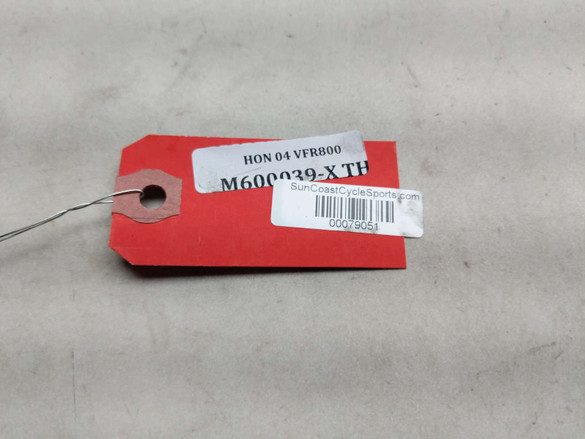 HON 04 VFR800
M600039-X TH
SunCoastCycleSports.com
00079051